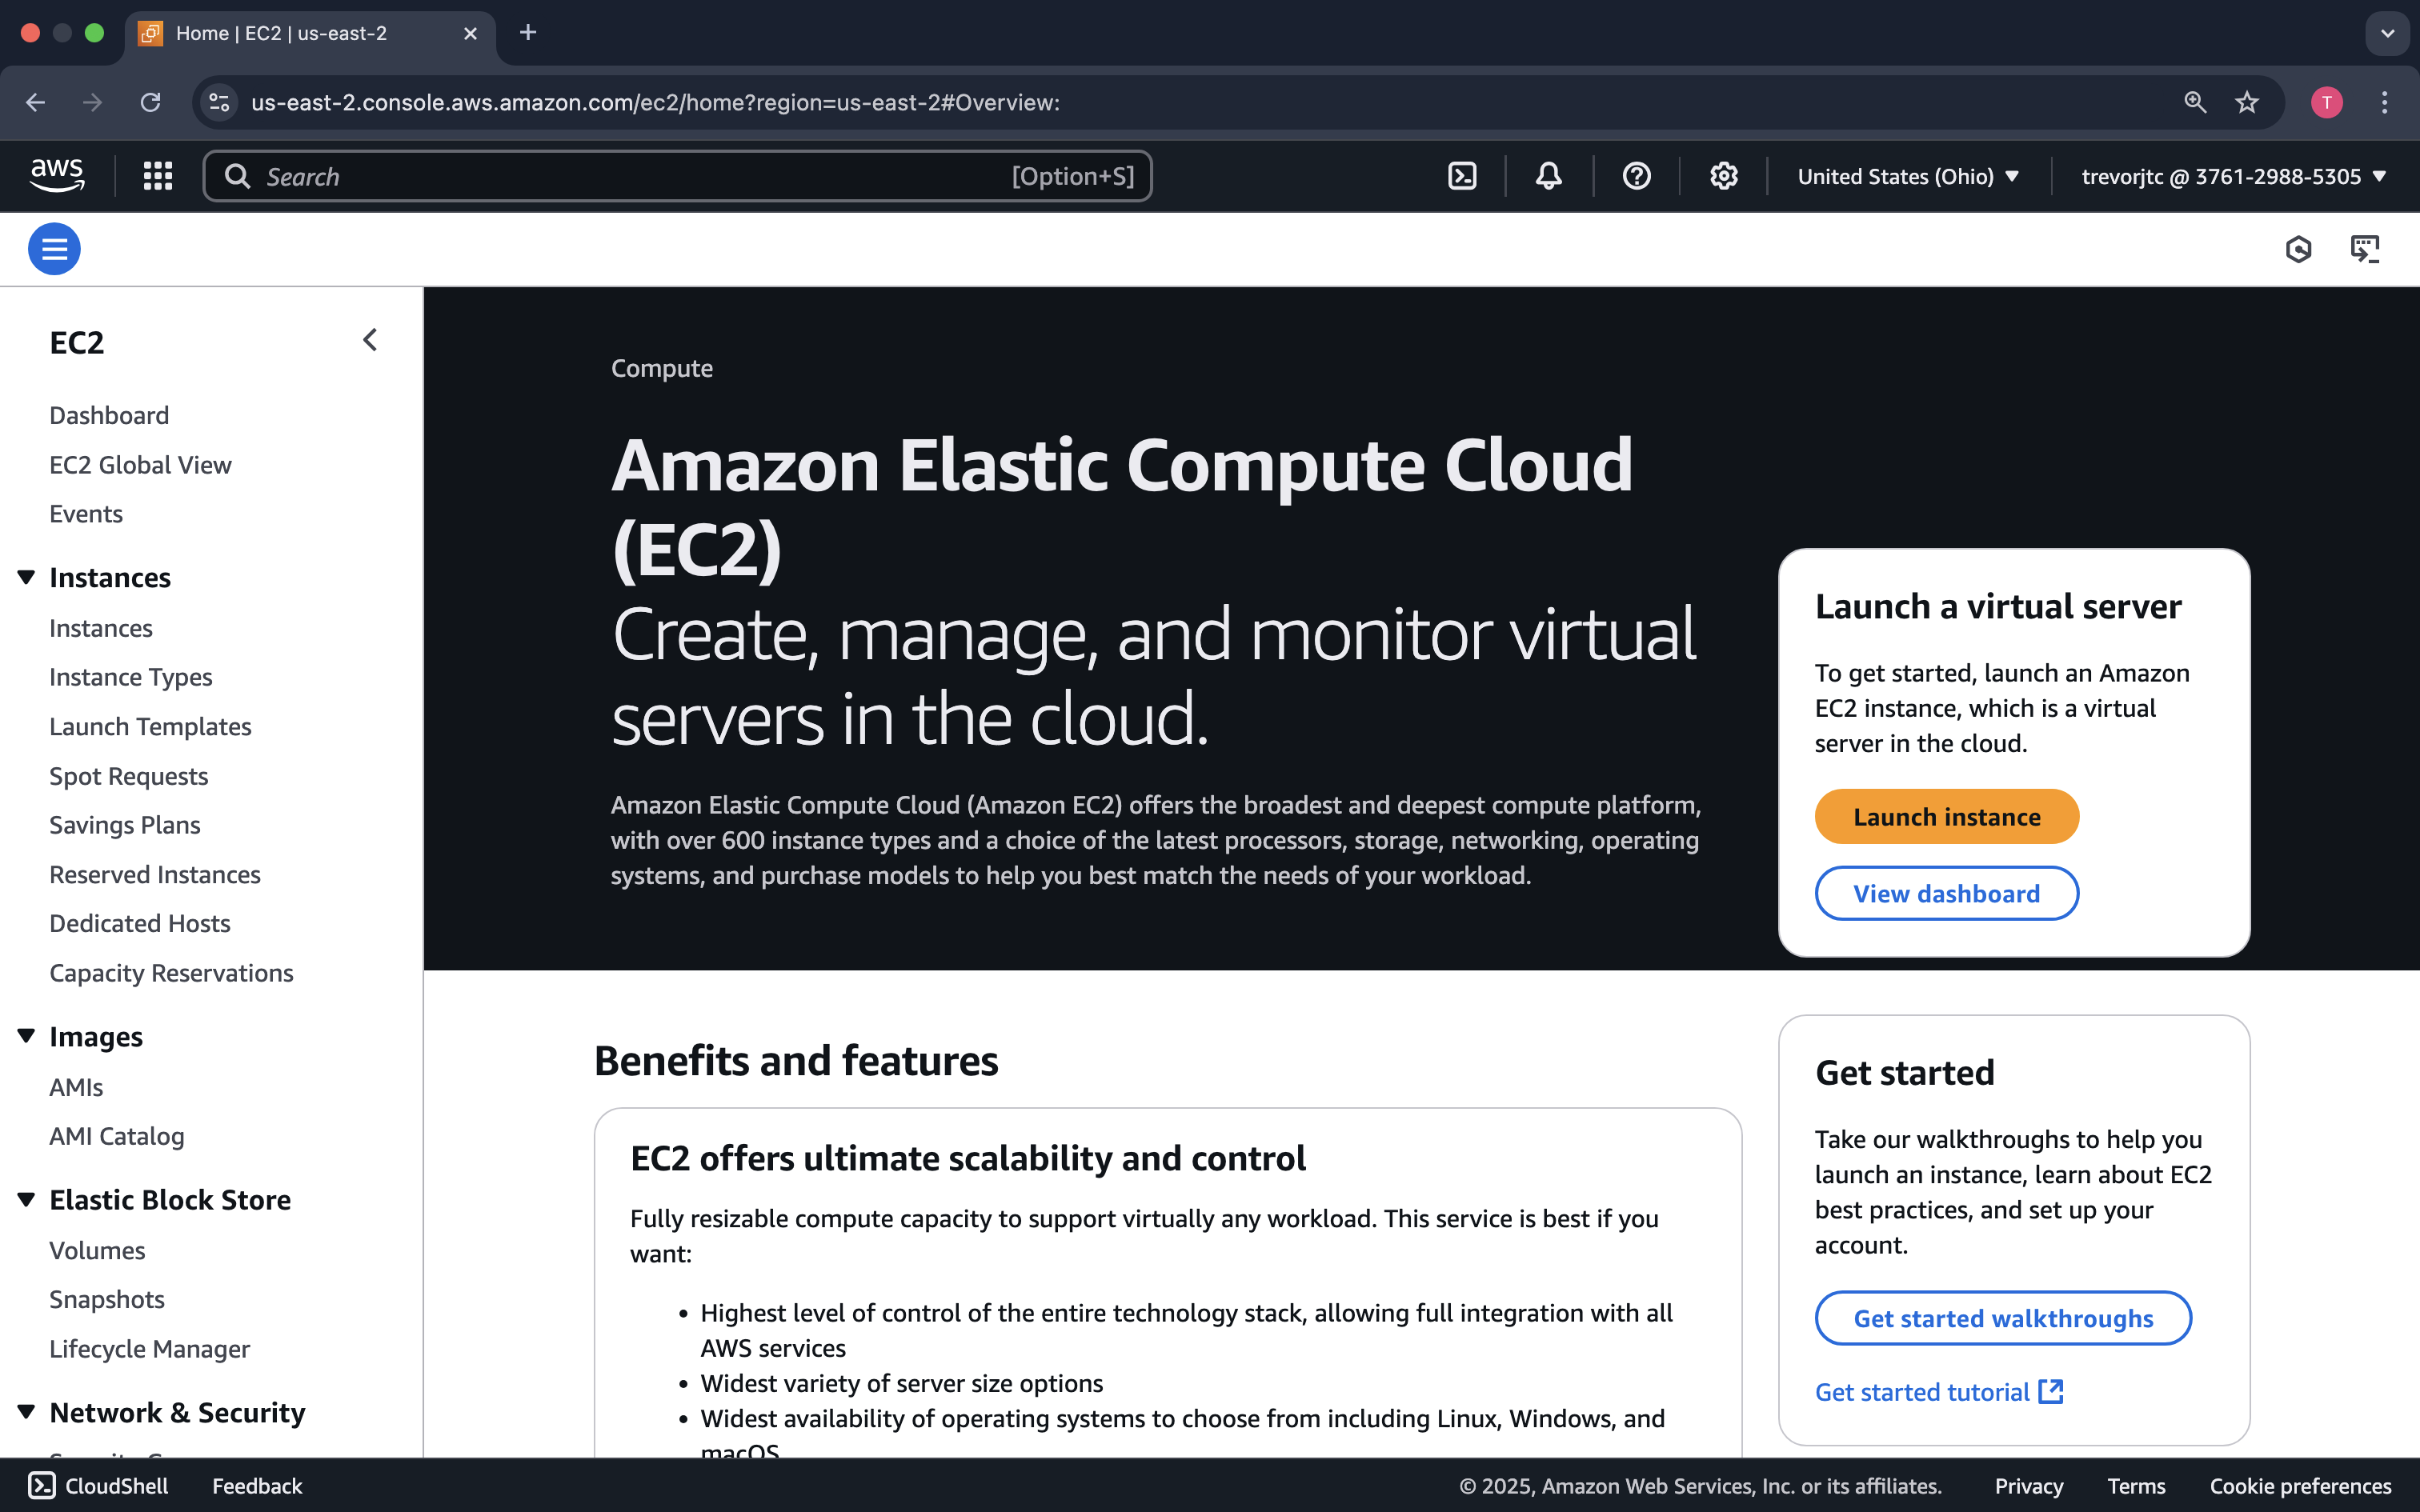 Home | EC2 | us-east-2
us-east-2.console.aws.amazon.com/ec2/home?region=us-east-2#Overview:
T
aws
Search
[Option+S]
United States (Ohio)
trevorjtc @ 3761-2988-5305
EC2
Dashboard
EC2 Global View
Events
Instances
Instances
Instance Types
Launch Templates
Spot Requests
Savings Plans
Reserved Instances
Dedicated Hosts
Capacity Reservations
Images
AMIs
AMI Catalog
Elastic Block Store
Volumes
Snapshots
Lifecycle Manager
Network & Security
Compute
Amazon Elastic Compute Cloud
(EC2)
Create, manage, and monitor virtual
servers in the cloud.
Amazon Elastic Compute Cloud (Amazon EC2) offers the broadest and deepest compute platform,
with over 600 instance types and a choice of the latest processors, storage, networking, operating
systems, and purchase models to help you best match the needs of your workload.
Launch a virtual server
To get started, launch an Amazon
EC2 instance, which is a virtual
server in the cloud.
Launch instance
View dashboard
Benefits and features
EC2 offers ultimate scalability and control
Fully resizable compute capacity to support virtually any workload. This service is best if you
want:
• Highest level of control of the entire technology stack, allowing full integration with all
AWS services
• Widest variety of server size options
• Widest availability of operating systems to choose from including Linux, Windows, and
macOS
Get started
Take our walkthroughs to help you
launch an instance, learn about EC2
best practices, and set up your
account.
Get started walkthroughs
Get started tutorial
CloudShell
Feedback
© 2025, Amazon Web Services, Inc. or its affiliates.
Privacy
Terms
Cookie preferences